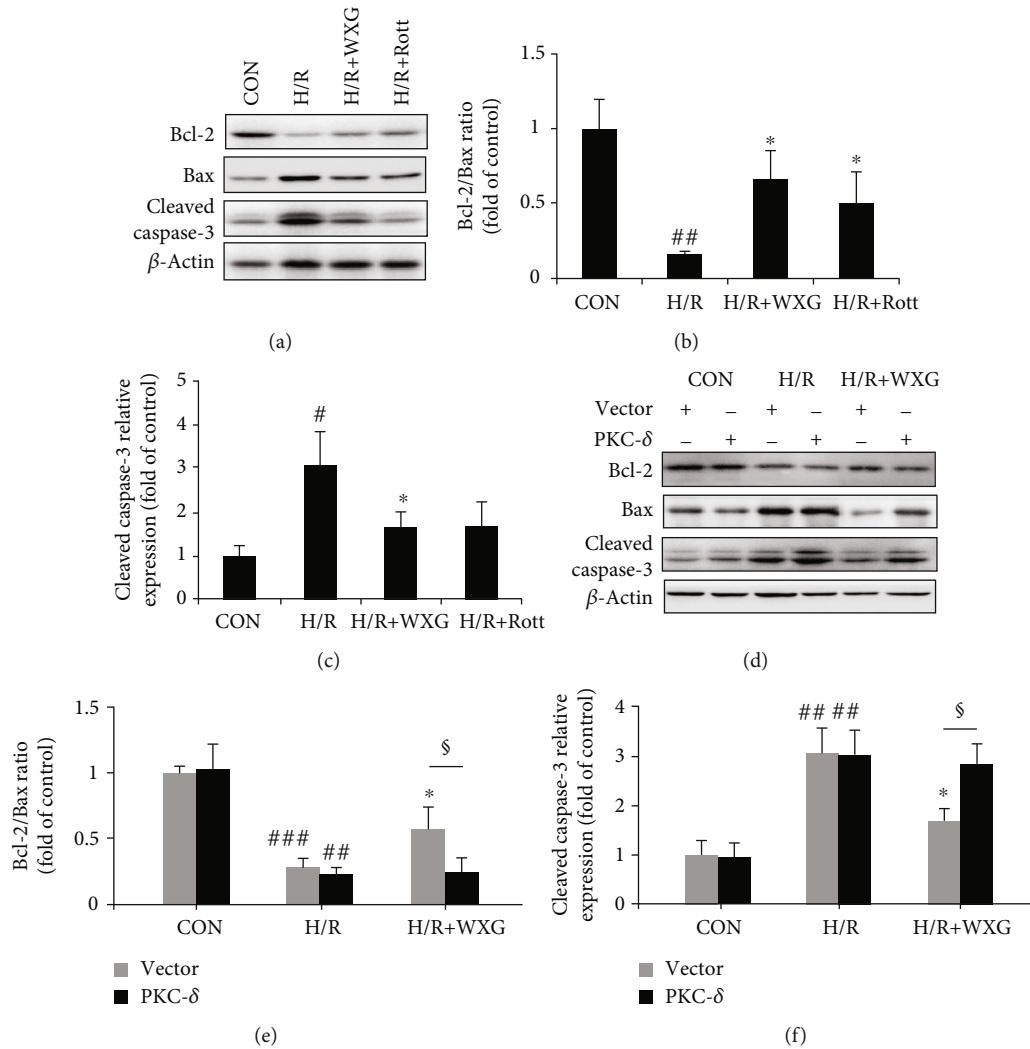 CON H/R H/R+WXG H/R+Rott
Bcl-2
Bax
Cleaved
caspase-3
β-Actin
(a)
Bcl-2/Bax ratio
(fold of control)
1.5
1
0.5
0
##
*
*
CON H/R H/R+WXG H/R+Rott
(b)
Cleaved caspase-3 relative
expression (fold of control)
5
4
3
2
1
0
#
*
CON H/R H/R+WXG H/R+Rott
(c)
CON H/R H/R+WXG
Vector + – + – + –
PKC-δ – + – + – +
Bcl-2
Bax
Cleaved
caspase-3
β-Actin
(d)
Bcl-2/Bax ratio
(fold of control)
1.5
1
0.5
0
###
##
*
§
CON H/R H/R+WXG
Vector
PKC-δ
(e)
Cleaved caspase-3 relative
expression (fold of control)
4
3
2
1
0
## ##
*
§
CON H/R H/R+WXG
Vector
PKC-δ
(f)